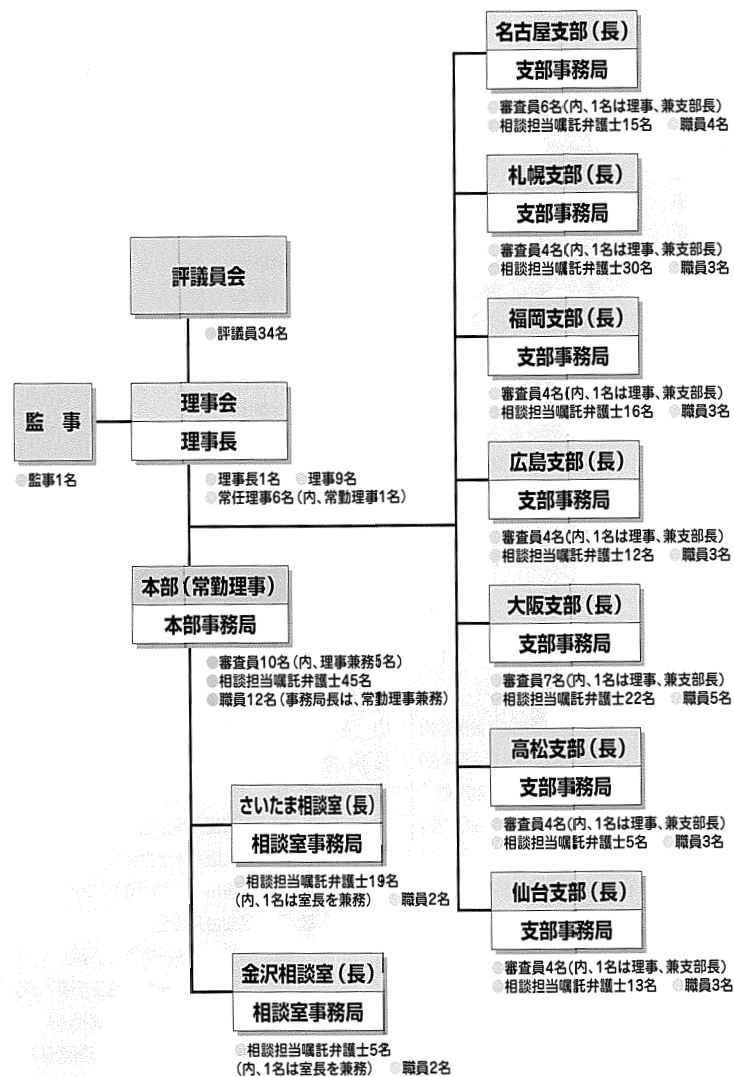 評議員会
●評議員34名
監 事
●監事1名
理事会
理事長
●理事長1名 ●理事9名
●常任理事6名(内、常勤理事1名)
本部(常勤理事)
本部事務局
●審査員10名(内、理事兼務5名)
●相談担当嘱託弁護士45名
●職員12名(事務局長は、常勤理事兼務)
さいたま相談室(長)
相談室事務局
●相談担当嘱託弁護士19名
(内、1名は室長を兼務) ●職員2名
金沢相談室(長)
相談室事務局
●相談担当嘱託弁護士5名
(内、1名は室長を兼務) ●職員2名
名古屋支部(長)
支部事務局
●審査員6名(内、1名は理事、兼支部長)
●相談担当嘱託弁護士15名 ●職員4名
札幌支部(長)
支部事務局
●審査員4名(内、1名は理事、兼支部長)
●相談担当嘱託弁護士30名 ●職員3名
福岡支部(長)
支部事務局
●審査員4名(内、1名は理事、兼支部長)
●相談担当嘱託弁護士16名 ●職員3名
広島支部(長)
支部事務局
●審査員4名(内、1名は理事、兼支部長)
●相談担当嘱託弁護士12名 ●職員3名
大阪支部(長)
支部事務局
●審査員7名(内、1名は理事、兼支部長)
●相談担当嘱託弁護士22名 ●職員5名
高松支部(長)
支部事務局
●審査員4名(内、1名は理事、兼支部長)
●相談担当嘱託弁護士5名 ●職員3名
仙台支部(長)
支部事務局
●審査員4名(内、1名は理事、兼支部長)
●相談担当嘱託弁護士13名 ●職員3名